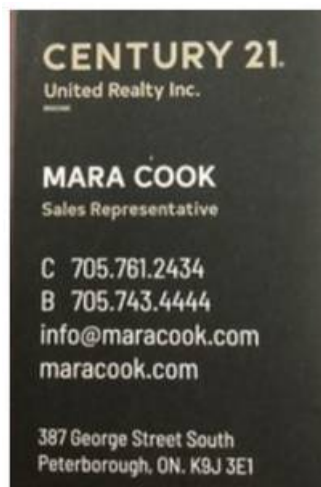 CENTURY 21®
United Realty Inc.
MARA COOK
Sales Representative
C 705.761.2434
B 705.743.4444
info@maracook.com
maracook.com
387 George Street South
Peterborough, ON. K9J 3E1